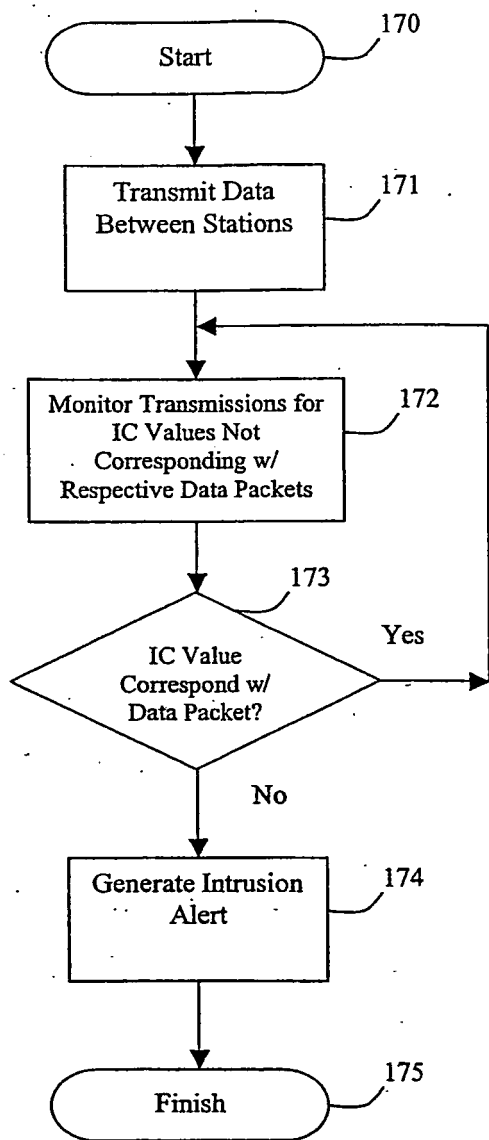 170
Start
171
Transmit Data
Between Stations
Monitor Transmissions for
IC Values Not
Corresponding w/
Respective Data Packets
172
173
IC Value
Correspond w/
Data Packet?
Yes
No
Generate Intrusion
Alert
174
Finish
175